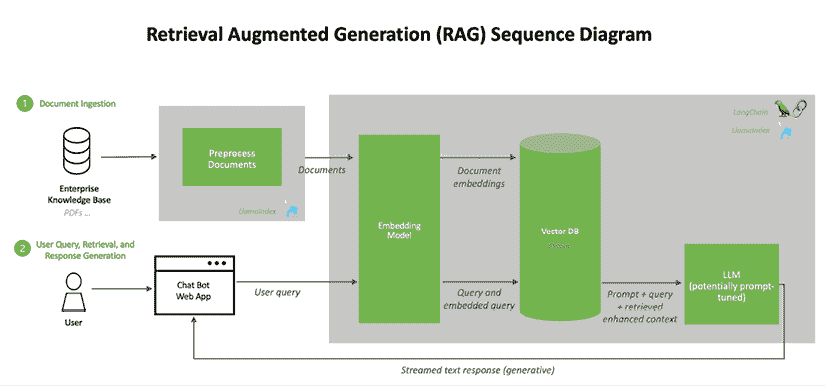 Retrieval Augmented Generation (RAG) Sequence Diagram
1
Document Ingestion
Enterprise
Knowledge Base
PDFs ...
Preprocess
Documents
LlamaIndex
Documents
Embedding
Model
Document
embeddings
Vector DB
LangChain
LlamaIndex
2
User Query, Retrieval, and
Response Generation
User
Chat Bot
Web App
User query
Query and
embedded query
Prompt + query
+ retrieved
enhanced context
LLM
(potentially prompt-
tuned)
Streamed text response (generative)